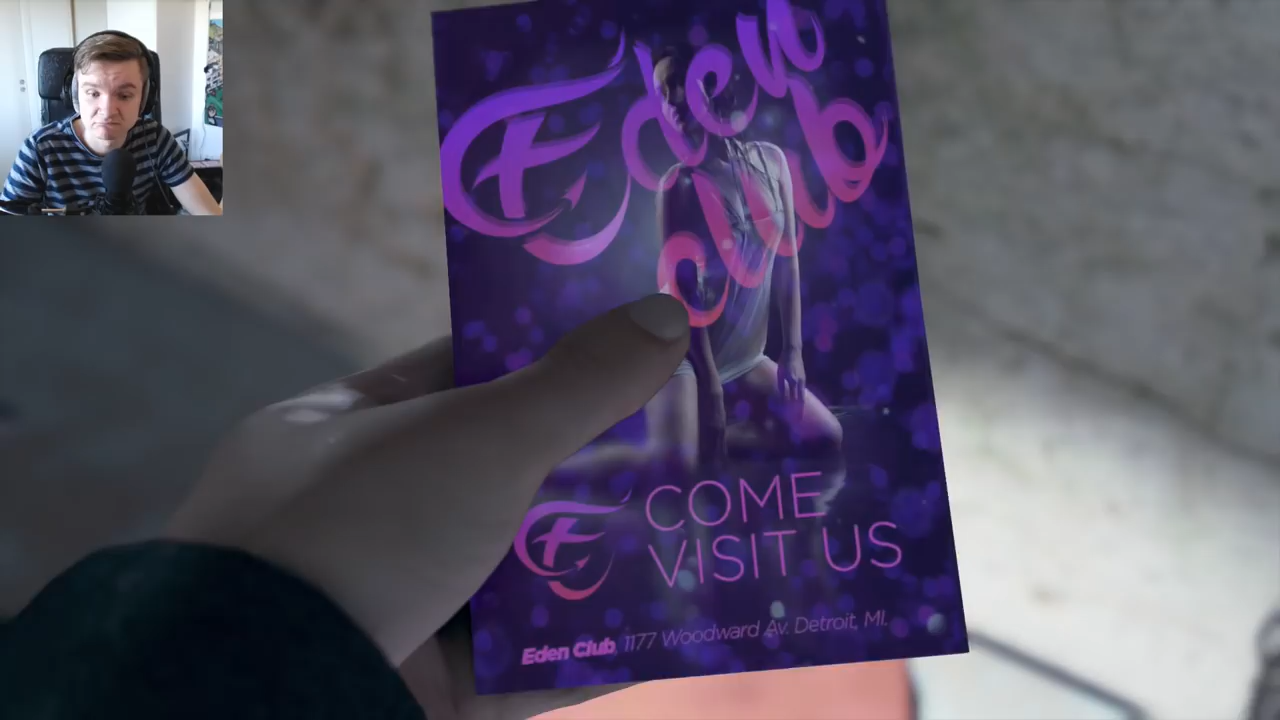 Eden
club
COME
VISIT US
Eden Club, 1177 Woodward Av. Detroit, MI.